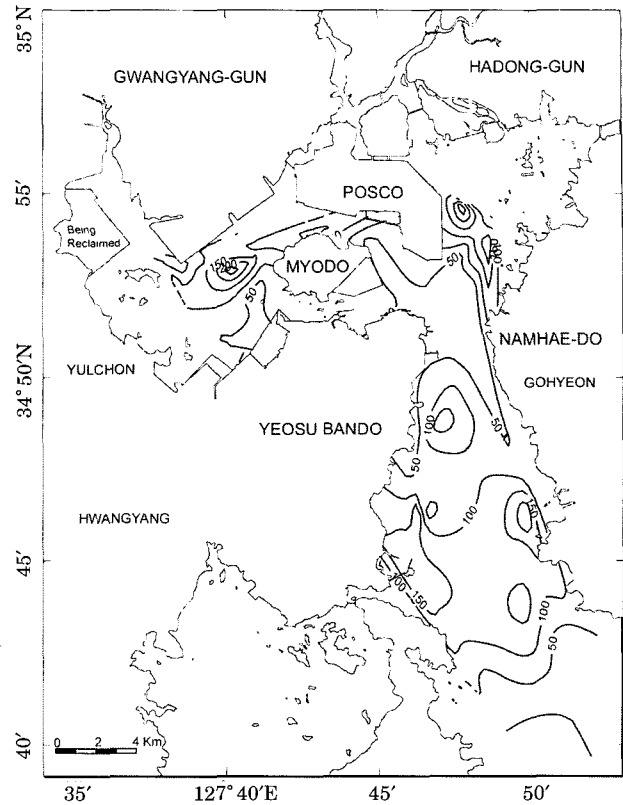 35° N
GWANGYANG-GUN
HADONG-GUN
55′
POSCO
Being
Reclaimed
150
MYODO
50
50
NAMHAE-DO
34° 50′ N
YULCHON
GOHYEON
YEOSU BANDO
100
50
50
150
100
HWANGYANG
45′
100
150
100
50
0 2 4 Km
40′
35′
127° 40′E
45′
50′